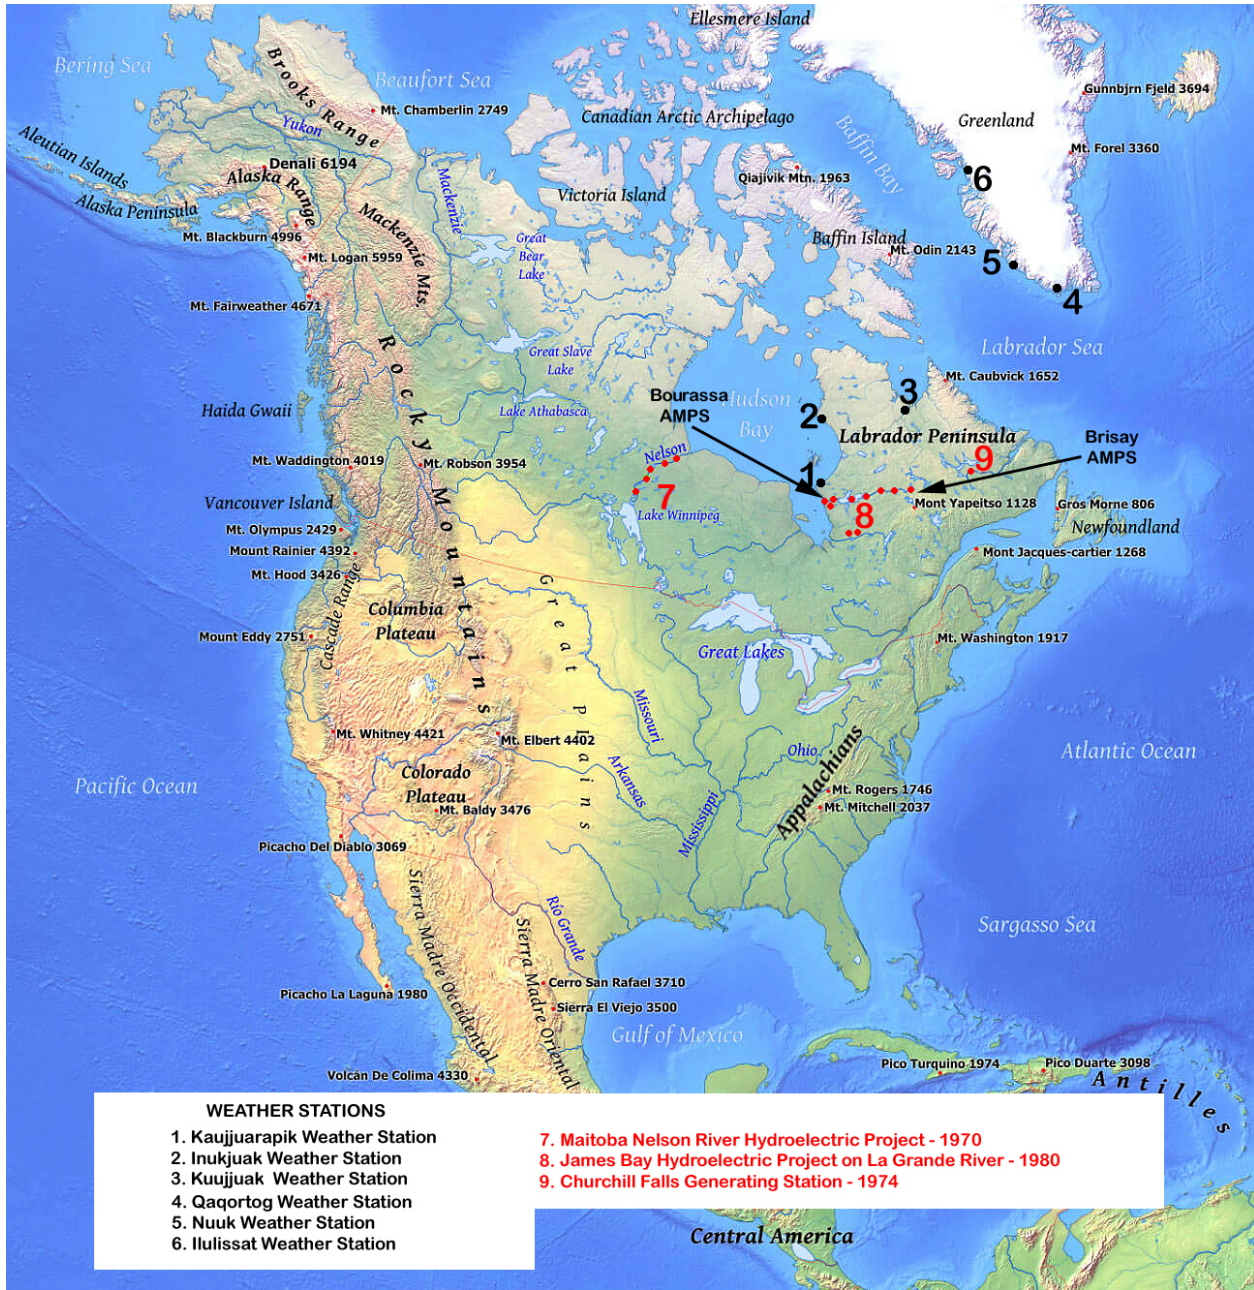 Ellesmere Island
Bering Sea
Beaufort Sea
Brooks Range
Gunnbjrn Fjeld 3694
Mt. Chamberlin 2749
Canadian Arctic Archipelago
Greenland
Yukon
Baffin Bay
Aleutian Islands
Denali 6194
Mt. Forel 3360
Alaska Range
Mackenzie
Qiajivik Mtn. 1963
6
Victoria Island
Alaska Peninsula
Mackenzie Mts.
Mt. Blackburn 4996
Great
Bear
Lake
Baffin Island
Mt. Odin 2143
Mt. Logan 5959
5
4
Mt. Fairweather 4671
Rocky Mountains
Great Slave
Lake
Labrador Sea
Mt. Caubvick 1652
Bourassa
AMPS
Hudson
Bay
3
2
Haida Gwaii
Lake Athabasca
Labrador Peninsula
Brisay
AMPS
Nelson
9
Mt. Waddington 4019
Mt. Robson 3954
1
7
Vancouver Island
Lake Winnipeg
8
Mont Yapeitso 1128
Gros Morne 806
Mt. Olympus 2429
Newfoundland
Mount Rainier 4392
Mont Jacques-cartier 1268
Mt. Hood 3426
Cascade Range
Great Plains
Columbia
Plateau
Mount Eddy 2751
Mt. Washington 1917
Great Lakes
Missouri
Mt. Whitney 4421
Mt. Elbert 4402
Ohio
Appalachians
Atlantic Ocean
Pacific Ocean
Colorado
Plateau
Arkansas
Mt. Rogers 1746
Mt. Baldy 3476
Mt. Mitchell 2037
Mississippi
Picacho Del Diablo 3069
Sierra Madre Occidental
Río Grande
Sierra Madre Oriental
Sargasso Sea
Cerro San Rafael 3710
Picacho La Laguna 1980
Sierra El Viejo 3500
Gulf of Mexico
Volcán De Colima 4330
Pico Turquino 1974
Pico Duarte 3098
Antilles
WEATHER STATIONS
1. Kaujjuarapik Weather Station
2. Inukjuak Weather Station
3. Kuujjuak Weather Station
4. Qaqortog Weather Station
5. Nuuk Weather Station
6. Ilulissat Weather Station
7. Maitoba Nelson River Hydroelectric Project - 1970
8. James Bay Hydroelectric Project on La Grande River - 1980
9. Churchill Falls Generating Station - 1974
Central America